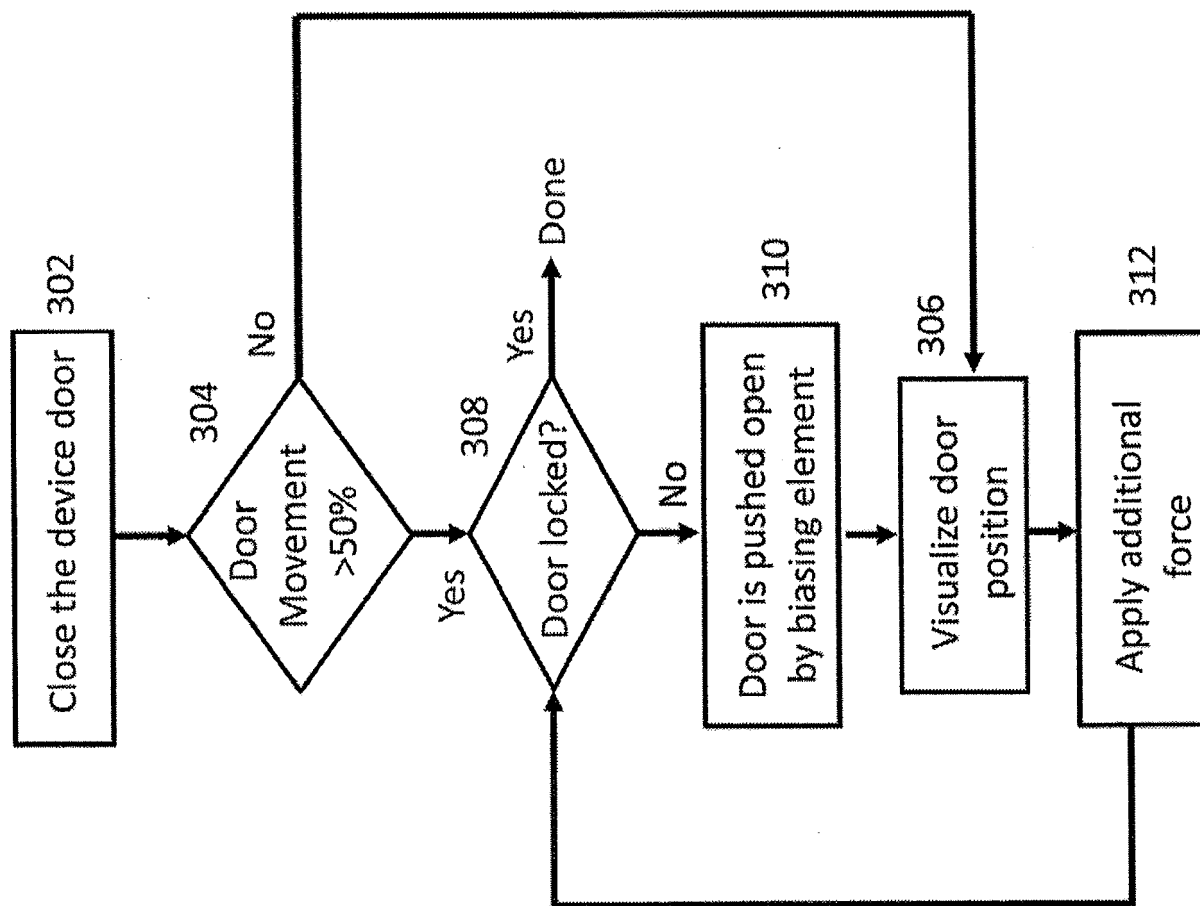 Close the device door
302
304
Door
Movement
>50%
No
Yes
308
Door locked?
Yes
Done
No
310
Door is pushed open
by biasing element
306
Visualize door
position
312
Apply additional
force